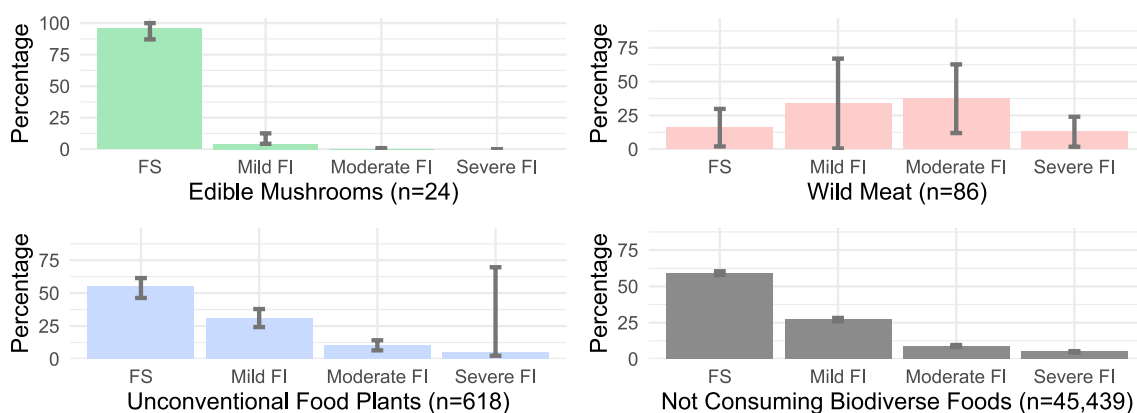 Percentage
100
75
50
25
0
FS
Mild FI
Moderate FI
Severe FI
Edible Mushrooms (n=24)
Percentage
75
50
25
0
FS
Mild FI
Moderate FI
Severe FI
Wild Meat (n=86)
Percentage
75
50
25
0
FS
Mild FI
Moderate FI
Severe FI
Unconventional Food Plants (n=618)
Percentage
75
50
25
0
FS
Mild FI
Moderate FI
Severe FI
Not Consuming Biodiverse Foods (n=45,439)